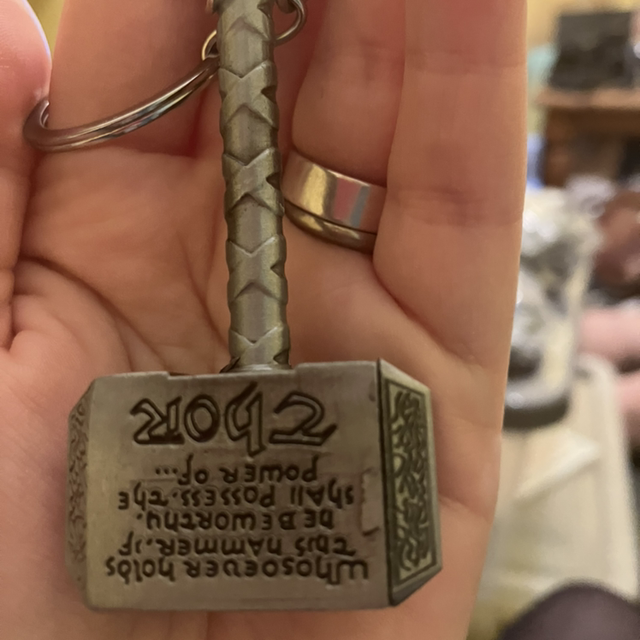 Whosoever holds
this hammer, if
he be worthy,
shall possess the
power of...
Thor